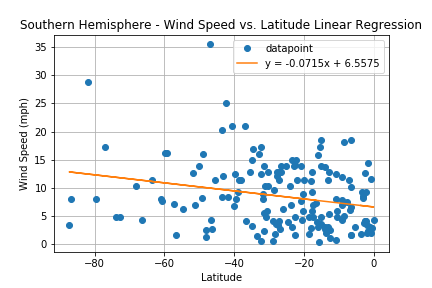 Southern Hemisphere - Wind Speed vs. Latitude Linear Regression
datapoint
y = -0.0715x + 6.5575
Wind Speed (mph)
35
30
25
20
15
10
5
0
−80
−60
−40
−20
0
Latitude